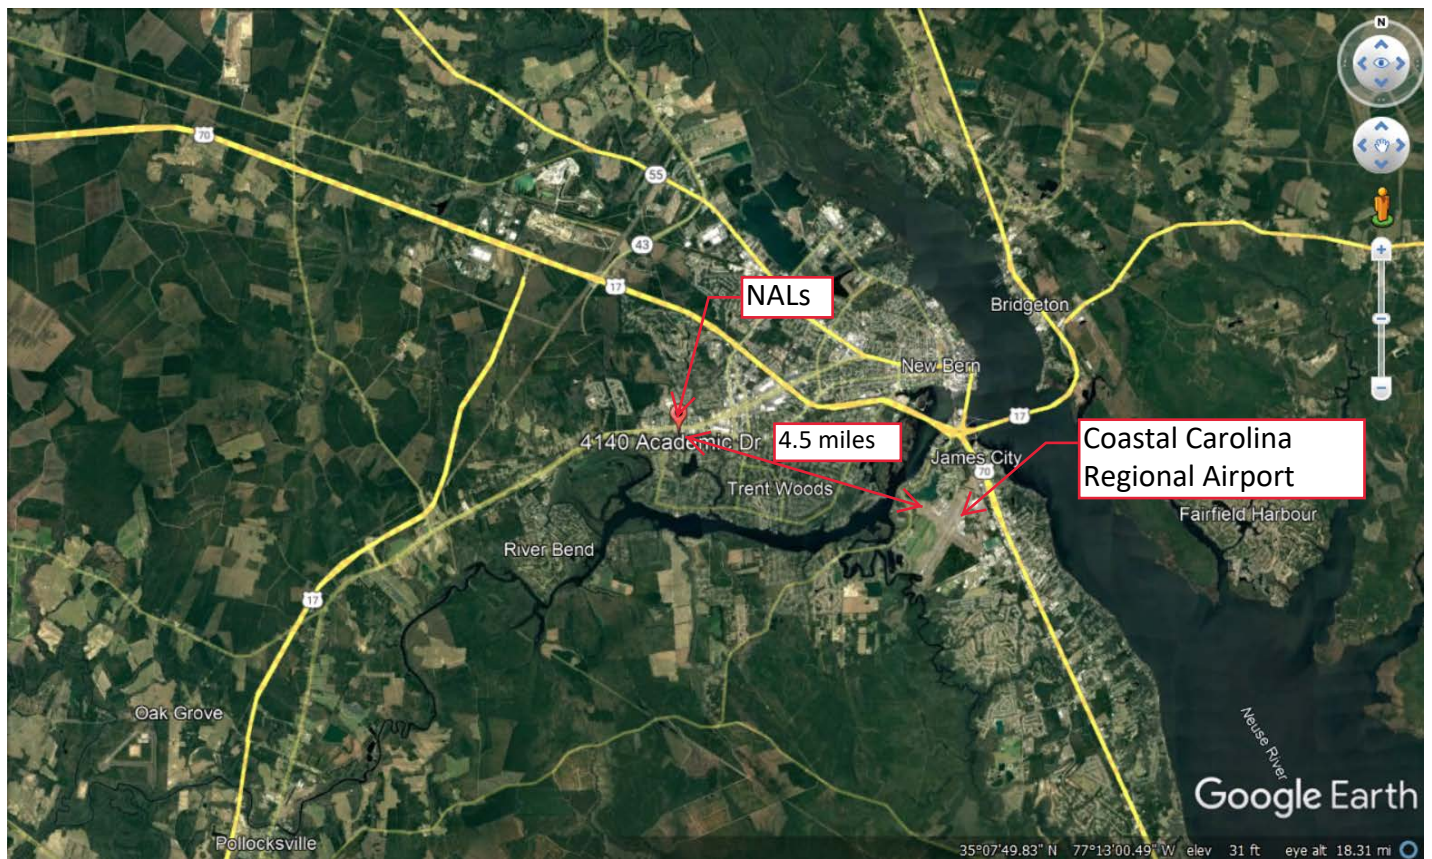 N
70
55
43
17
NALs
Bridgeton
New Bern
17
4140 Academic Dr
4.5 miles
James City
70
Coastal Carolina
Regional Airport
Trent Woods
Fairfield Harbour
River Bend
17
Oak Grove
Neuse River
Google Earth
Pollocksville
35°07'49.83" N 77°13'00.49" W elev 31 ft eye alt 18.31 mi